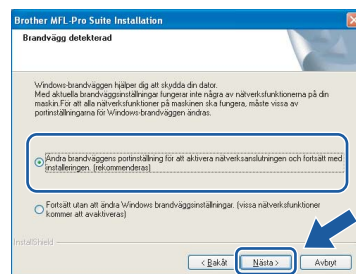 Brother MFL-Pro Suite Installation
Brandvägg detekterad
Windows-brandväggen hjälper dig att skydda din dator.
Med aktuella brandväggsinställningar fungerar inte några av nätverksfunktionerna på din
maskin.För att alla nätverksfunktioner på maskinen ska fungera, måste vissa av
portinställningarna för Windows-brandväggen ändras.
Ändra brandväggens portinställning för att aktivera nätverksanslutningen och fortsätt med
installeringen. (rekommenderas)
Fortsätt utan att ändra Windows brandväggsinställningar. (vissa nätverksfunktioner
kommer att avaktiveras)
InstallShield
< Bakåt
Nästa >
Avbryt